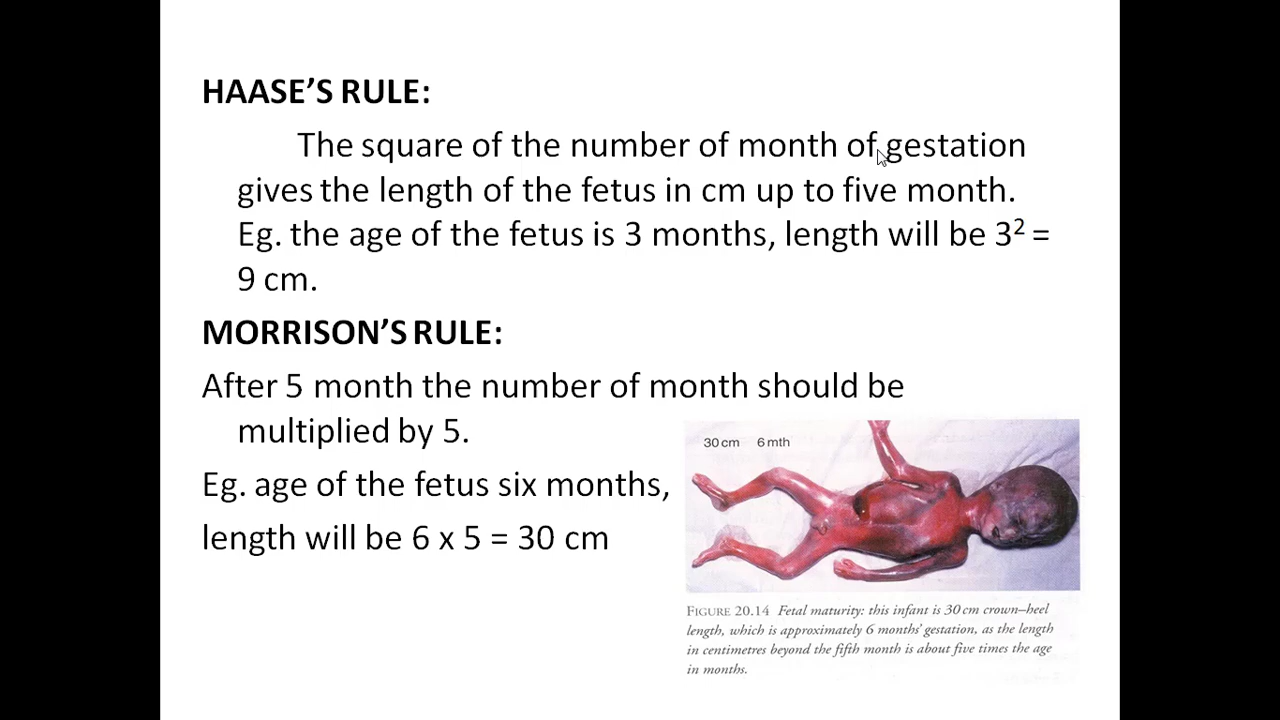 HAASE’S RULE:
The square of the number of month of gestation
gives the length of the fetus in cm up to five month.
Eg. the age of the fetus is 3 months, length will be 3² =
9 cm.
MORRISON’S RULE:
After 5 month the number of month should be
multiplied by 5.
Eg. age of the fetus six months,
length will be 6 x 5 = 30 cm
30 cm 6 mth
FIGURE 20.14 Fetal maturity: this infant is 30 cm crown–heel
length, which is approximately 6 months’ gestation, as the length
in centimetres beyond the fifth month is about five times the age
in months.